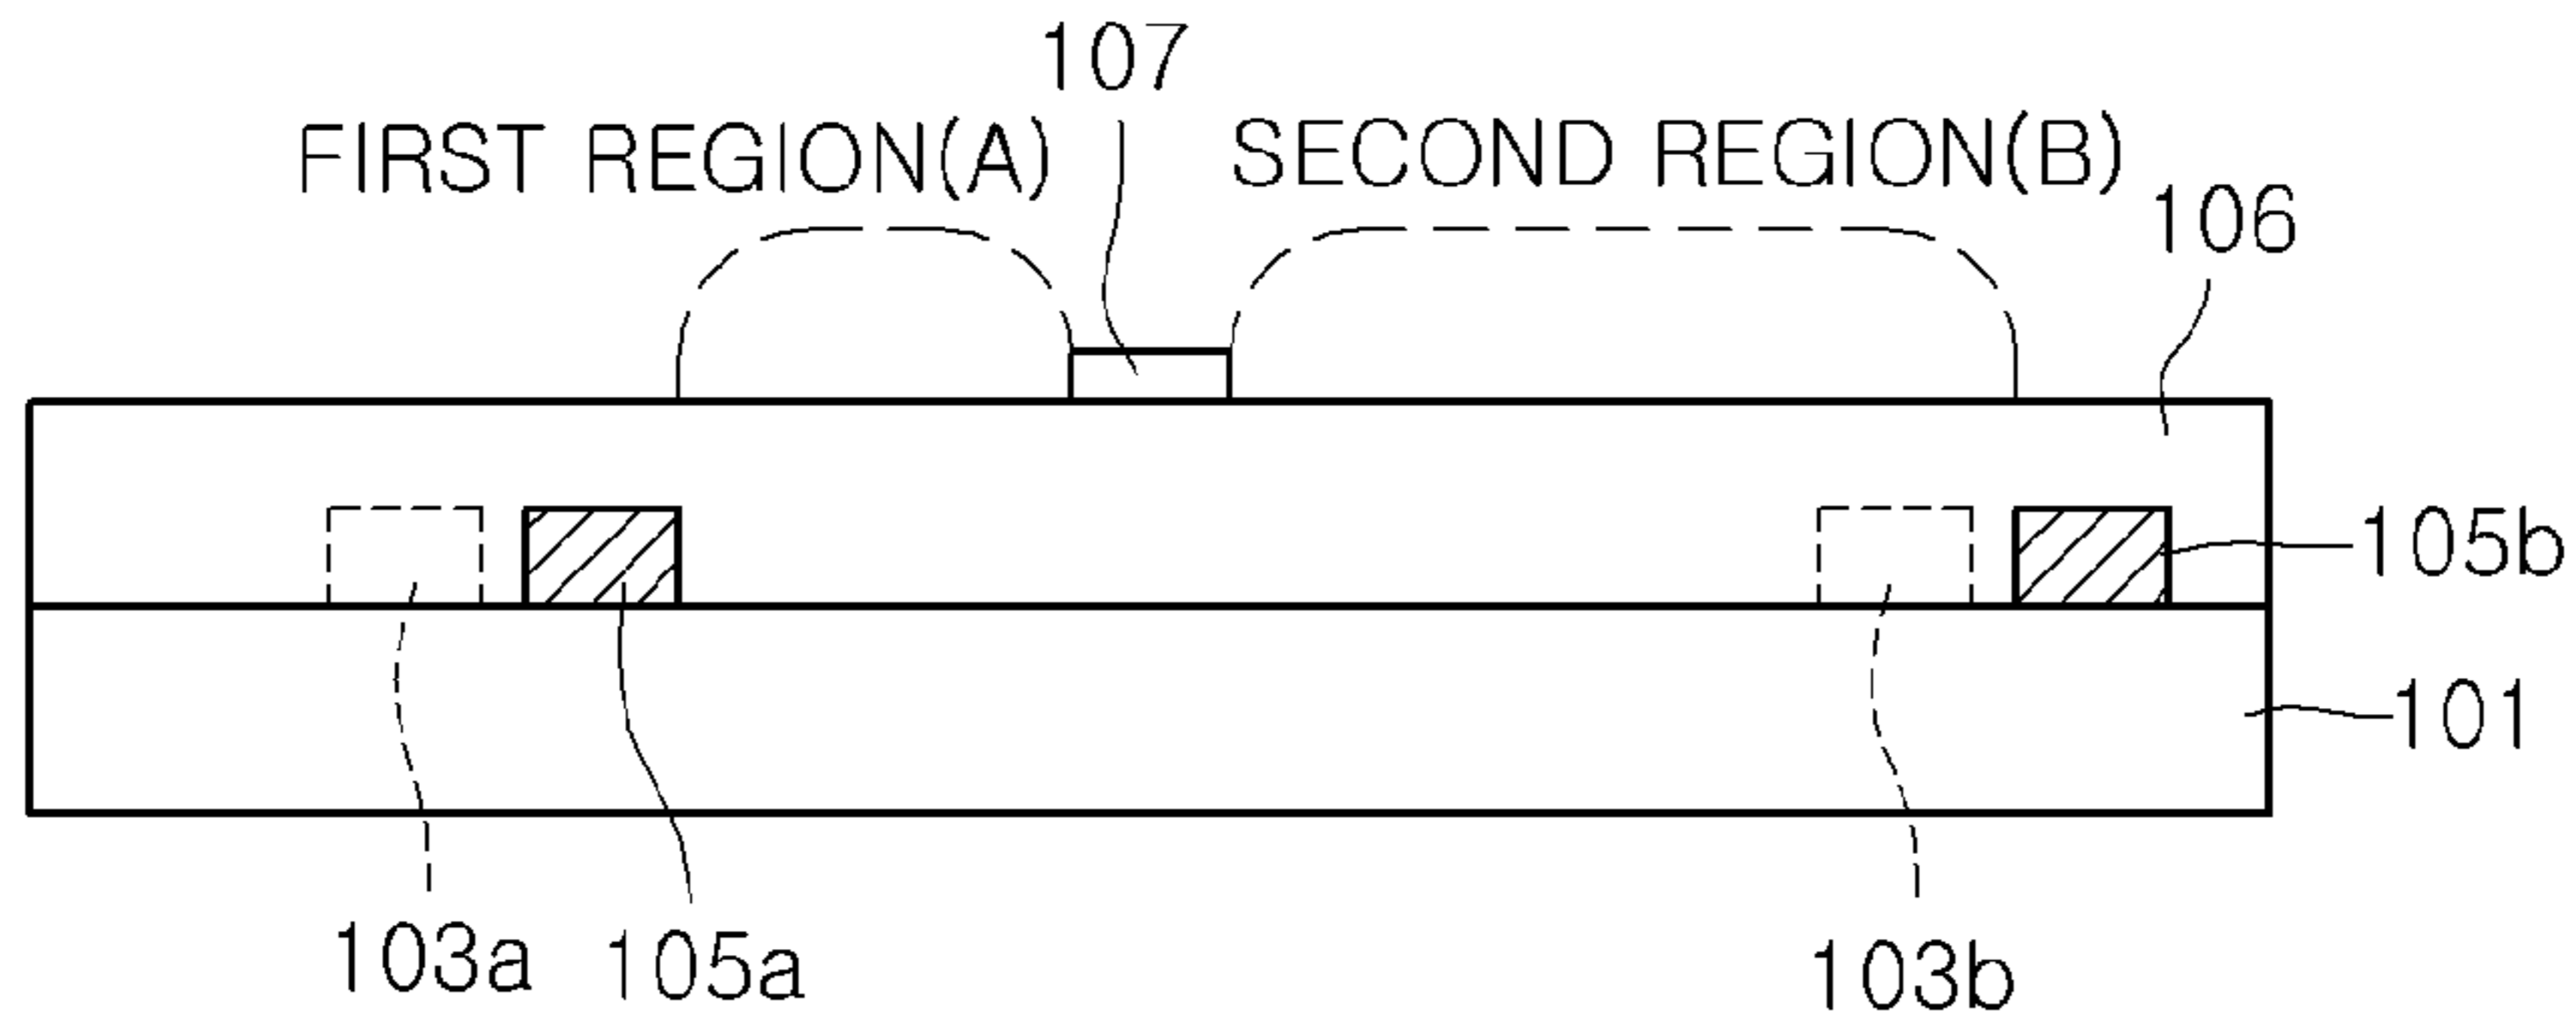 107
FIRST REGION(A) SECOND REGION(B)
106
105b
101
103a 105a 103b